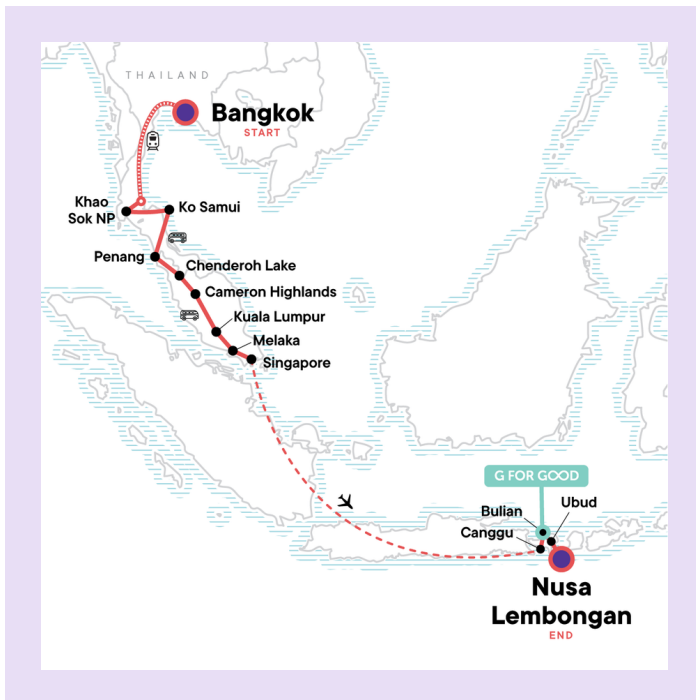 THAILAND
Bangkok
START
Khao
Sok NP
Ko Samui
Penang
Chenderoh Lake
Cameron Highlands
Kuala Lumpur
Melaka
Singapore
G FOR GOOD
Bulian
Ubud
Canggu
Nusa
Lembongan
END